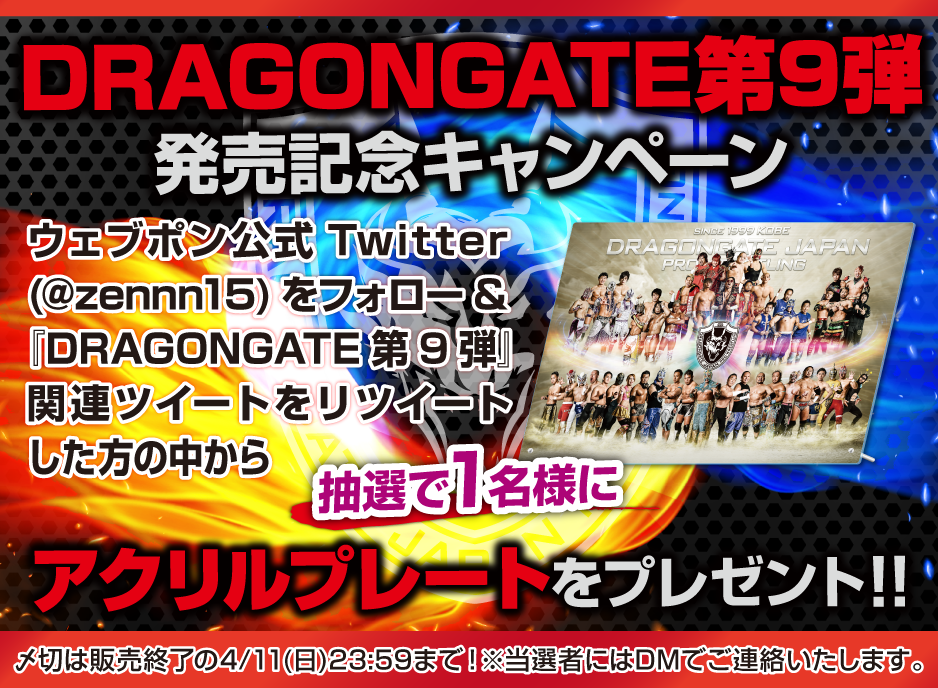 DRAGONGATE第9弾
発売記念キャンペーン
ウェブポン公式 Twitter
(@zennn15) をフォロー &
『DRAGONGATE 第 9 弾』
関連ツイートをリツイート
した方の中から
SINCE 1999 KOBE
DRAGONGATE JAPAN
PRO-WRESTLING
抽選で1名様に
アクリルプレートをプレゼント!!
〆切は販売終了の4/11(日)23:59まで!※当選者にはDMでご連絡いたします。